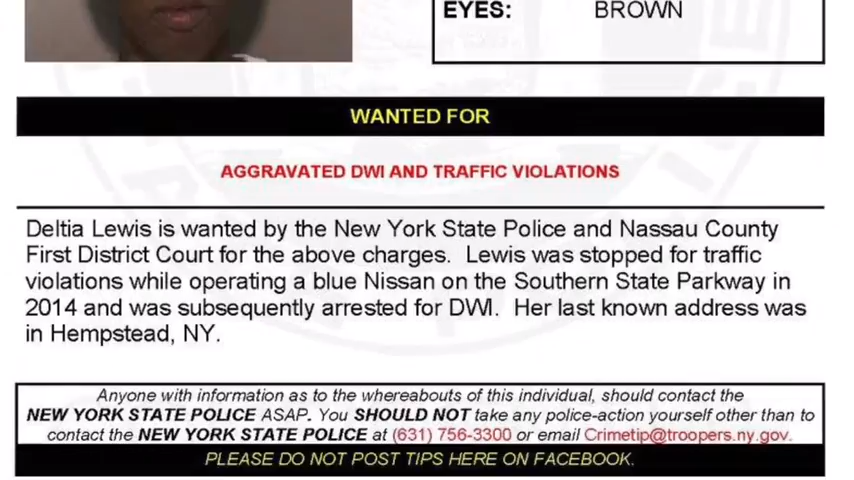 EYES: BROWN
WANTED FOR
AGGRAVATED DWI AND TRAFFIC VIOLATIONS
Deltia Lewis is wanted by the New York State Police and Nassau County
First District Court for the above charges. Lewis was stopped for traffic
violations while operating a blue Nissan on the Southern State Parkway in
2014 and was subsequently arrested for DWI. Her last known address was
in Hempstead, NY.
Anyone with information as to the whereabouts of this individual, should contact the
NEW YORK STATE POLICE ASAP. You SHOULD NOT take any police-action yourself other than to
contact the NEW YORK STATE POLICE at (631) 756-3300 or email Crimetip@troopers.ny.gov.
PLEASE DO NOT POST TIPS HERE ON FACEBOOK.